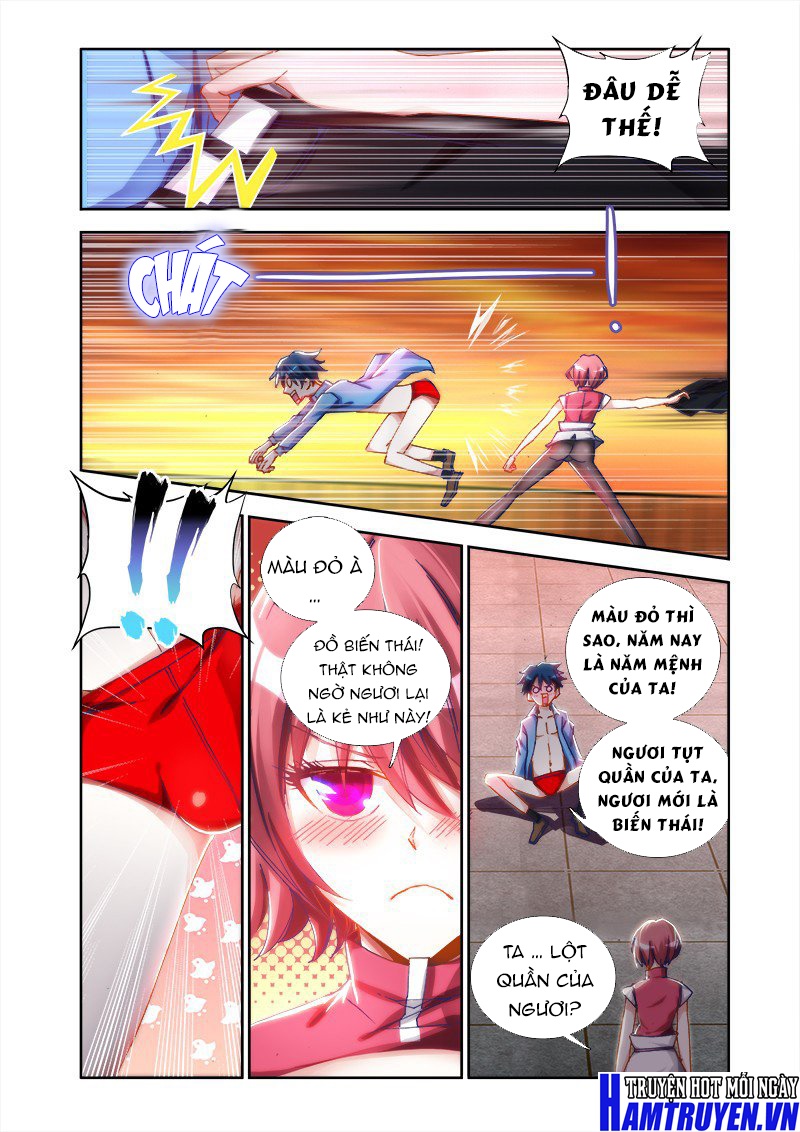 ĐÂU DỄ
THẾ!
CHÁT
!
!!
MÀU ĐỎ À
...
ĐỒ BIẾN THÁI!
THẬT KHÔNG
NGỜ NGƯƠI LẠI
LÀ KẺ NHƯ NÀY!
MÀU ĐỎ THÌ
SAO, NĂM NAY
LÀ NĂM MỆNH
CỦA TA!
NGƯƠI TỤT
QUẦN CỦA TA,
NGƯƠI MỚI LÀ
BIẾN THÁI!
TA ... LỘT
QUẦN CỦA
NGƯƠI?
TRUYỆN HOT MỖI NGÀY
HAMTRUYEN.VN